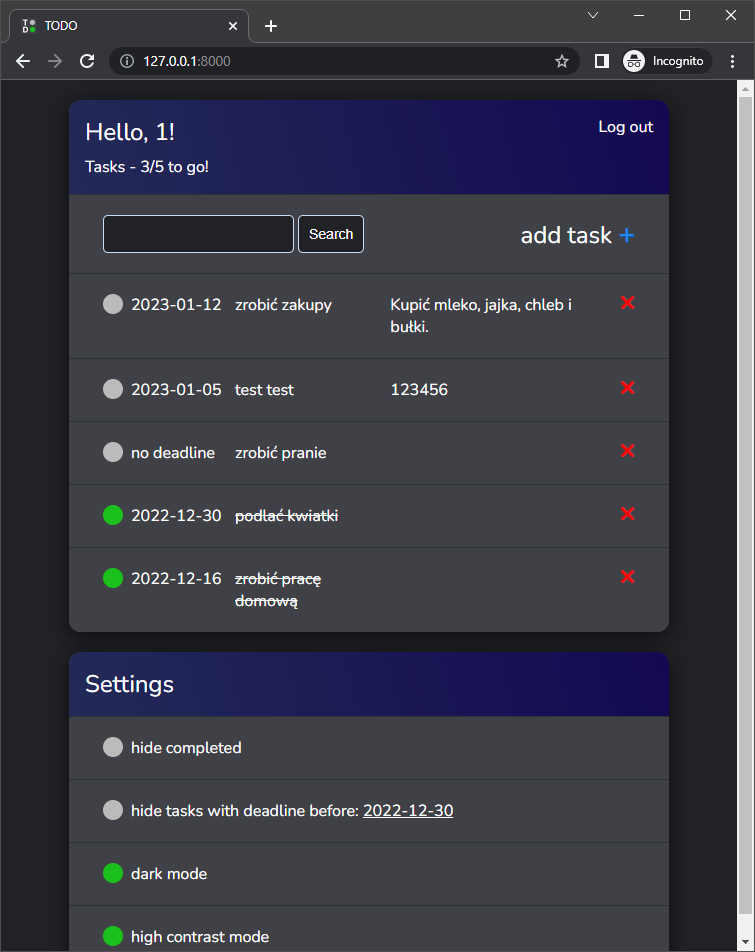 TODO
127.0.0.1:8000
Incognito
Hello, 1!
Log out
Tasks - 3/5 to go!
Search
add task +
2023-01-12 zrobić zakupy Kupić mleko, jajka, chleb i
bułki.
2023-01-05 test test 123456
no deadline zrobić pranie
2022-12-30 podlać kwiatki
2022-12-16 zrobić pracę
domową
Settings
hide completed
hide tasks with deadline before: 2022-12-30
dark mode
high contrast mode